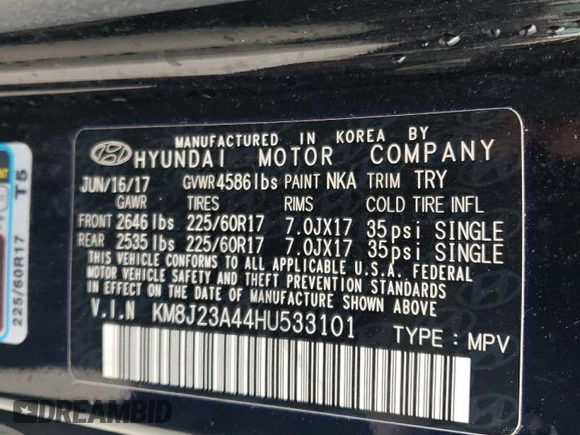 MANUFACTURED IN KOREA BY
HYUNDAI MOTOR COMPANY
JUN/16/17 GVWR 4586 lbs PAINT NKA TRIM TRY
GAWR TIRES RIMS COLD TIRE INFL
FRONT 2646 lbs 225/60R17 7.0JX17 35psi SINGLE
REAR 2535 lbs 225/60R17 7.0JX17 35psi SINGLE
THIS VEHICLE CONFORMS TO ALL APPLICABLE U.S.A. FEDERAL
MOTOR VEHICLE SAFETY AND BUMPER, AND THEFT PREVENTION STANDARDS
IN EFFECT ON THE DATE OF MANUFACTURE SHOWN ABOVE.
V.I.N KM8J23A44HU533101 TYPE : MPV
T5
225/60R17
DREAMBID